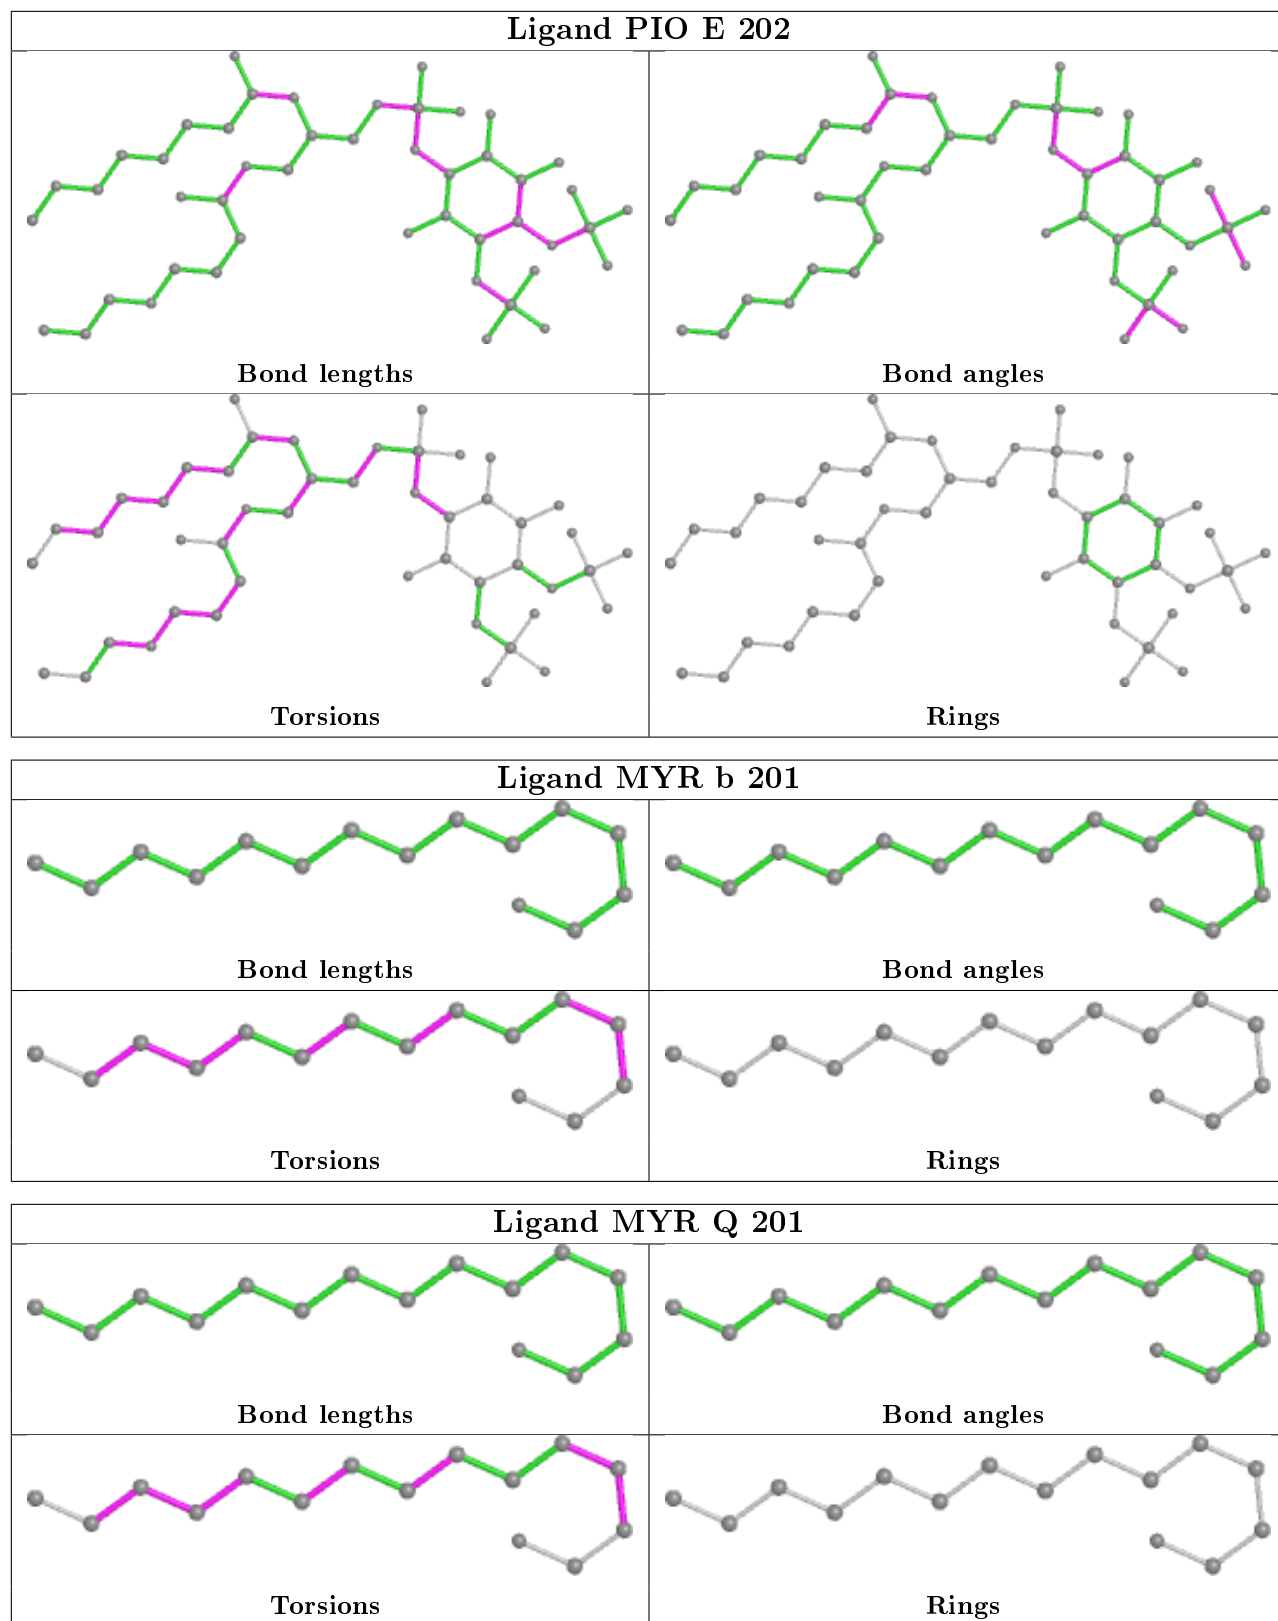 Ligand PIO E 202
Bond lengths
Bond angles
Torsions
Rings
Ligand MYR b 201
Bond lengths
Bond angles
Torsions
Rings
Ligand MYR Q 201
Bond lengths
Bond angles
Torsions
Rings